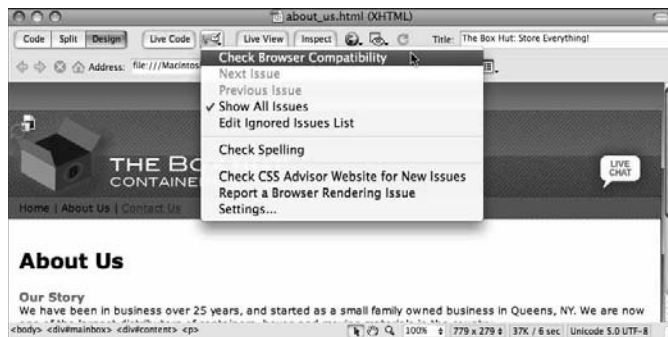 about_us.html (XHTML)
Code Split Design Live Code Live View Inspect Title: The Box Hut: Store Everything!
Address: file:///Macintos
Check Browser Compatibility
Next Issue
Previous Issue
✓ Show All Issues
Edit Ignored Issues List
Check Spelling
Check CSS Advisor Website for New Issues
Report a Browser Rendering Issue
Settings...
THE BO
CONTAINE
LIVE
CHAT
Home | About Us | Contact Us
About Us
Our Story
We have been in business over 25 years, and started as a small family owned business in Queens, NY. We are now
<body> <div#mainbox> <div#content> <p> 100% 779 x 279 37K / 6 sec Unicode 5.0 UTF-8